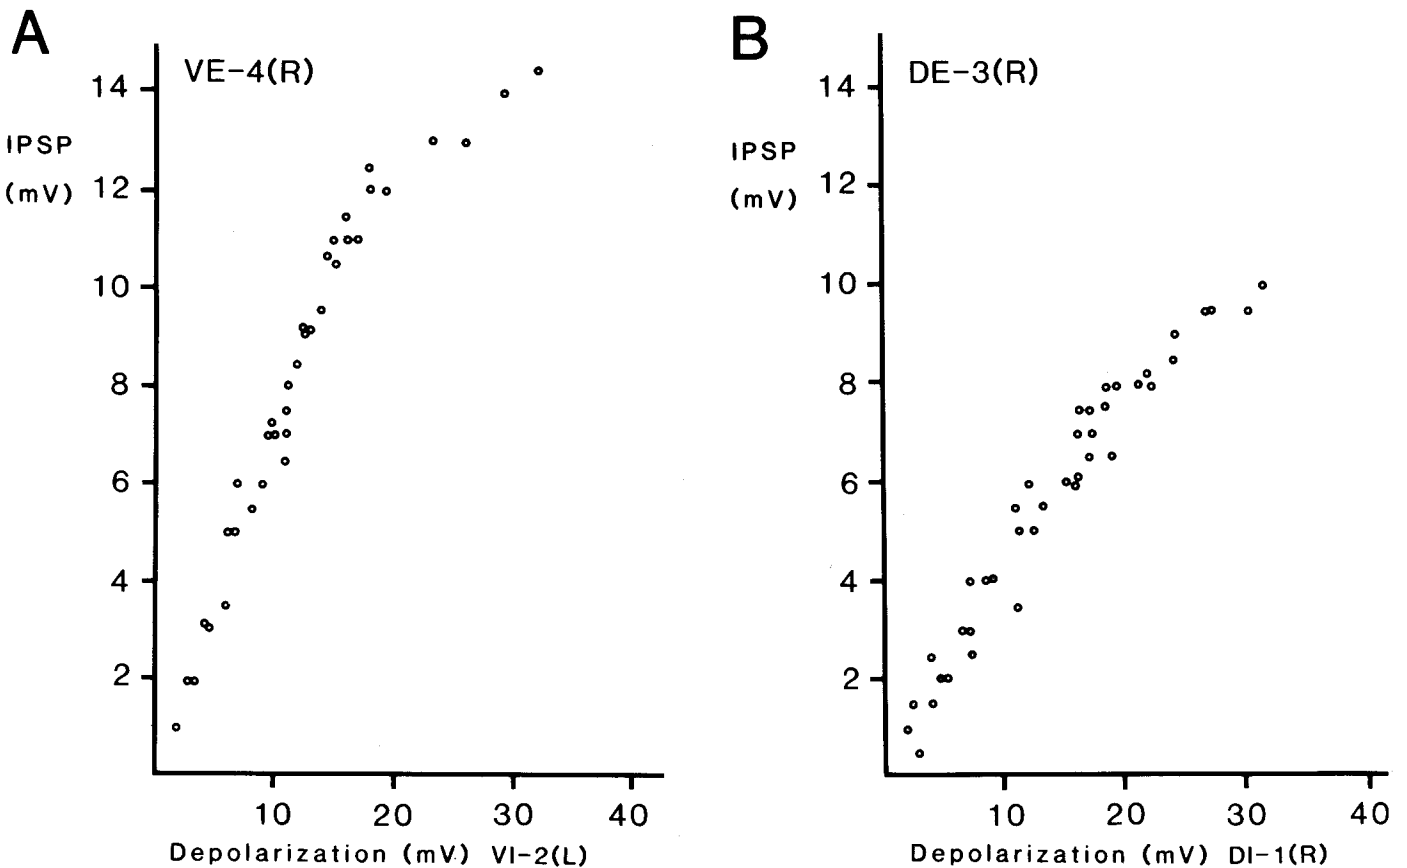 A
VE-4(R)
IPSP
(mV)
14
12
10
8
6
4
2
10 20 30 40
Depolarization (mV) VI-2(L)
B
DE-3(R)
IPSP
(mV)
14
12
10
8
6
4
2
10 20 30 40
Depolarization (mV) DI-1(R)